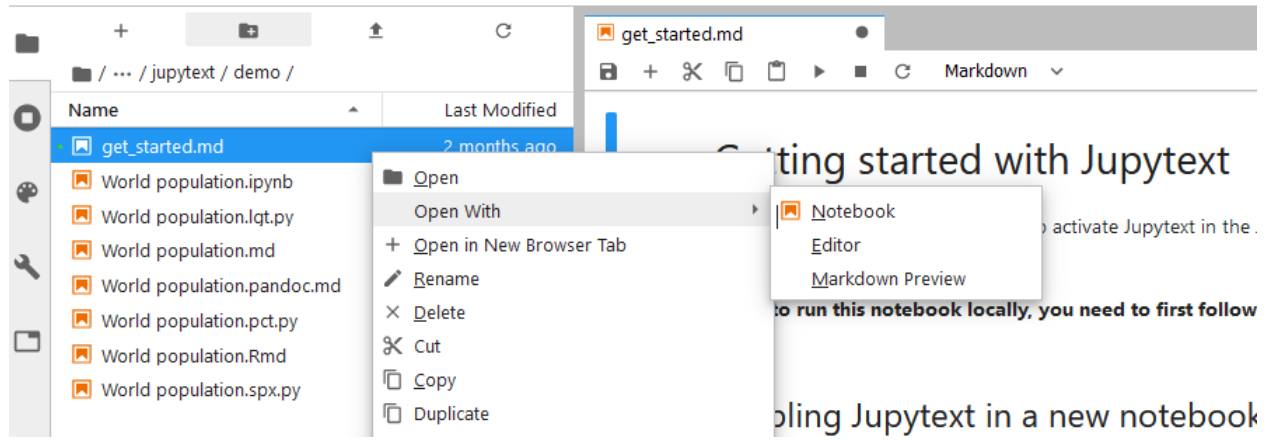 get_started.md
Markdown
/ ··· / jupytext / demo /
Name Last Modified
get_started.md 2 months ago
World population.ipynb
World population.lgt.py
World population.md
World population.pandoc.md
World population.pct.py
World population.Rmd
World population.spx.py
Open
Open With
Open in New Browser Tab
Rename
Delete
Cut
Copy
Duplicate
Notebook
Editor
Markdown Preview
tting started with Jupytext
activate Jupytext in the
to run this notebook locally, you need to first follow
bling Jupytext in a new notebook